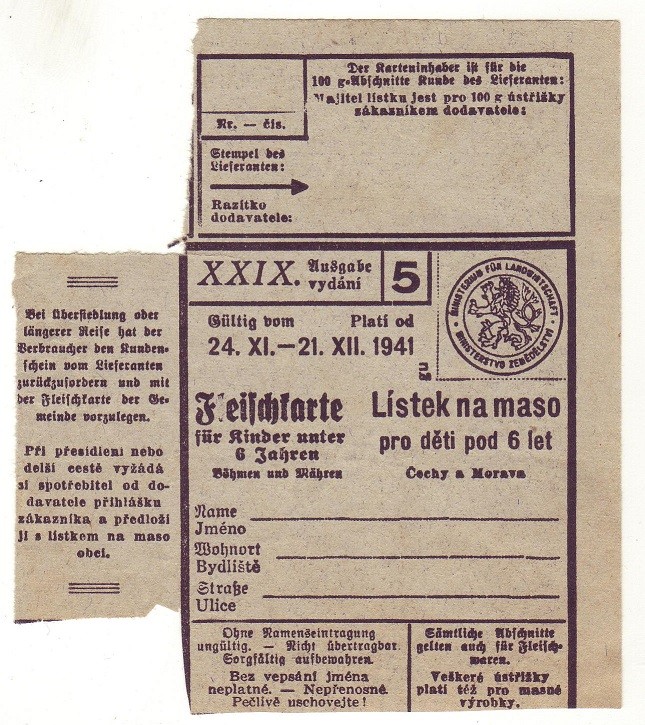 Der Karteninhaber ist für die
100 g-Abschnitte Kunde des Lieferanten:
Majitel lístku jest pro 100 g ústřižky
zákazníkem dodavatele:
Nr. — čís.
Stempel des
Lieferanten:
Razítko
dodavatele:
XXIX. Ausgabe
vydání
5
MINISTERIUM FÜR LANDWIRTSCHAFT
MINISTERSTVO ZEMĚDĚLSTVÍ
Gültig vom Platí od
24. XI.—21. XII. 1941
Fleischkarte
für Kinder unter
6 Jahren
Böhmen und Mähren
Lístek na maso
pro děti pod 6 let
Čechy a Morava
Name
Jméno
Wohnort
Bydliště
Straße
Ulice
Bei Übersiedlung oder
längerer Reise hat der
Verbraucher den Kunden-
schein vom Lieferanten
zurückzufordern und mit
der Fleischkarte der Ge-
meinde vorzulegen.
Při přesídlení nebo
delší cestě vyžádá
si spotřebitel od do-
davatele přihlášku
zákazníka a předloží
ji s lístkem na maso
obci.
Ohne Namenseintragung
ungültig. — Nicht übertragbar.
Sorgfältig aufbewahren.
Bez vepsání jména
neplatné. — Nepřenosné.
Pečlivě uschovejte!
Sämtliche Abschnitte
gelten auch für Fleisch-
waren.
Veškeré ústřižky
platí též pro masné
výrobky.